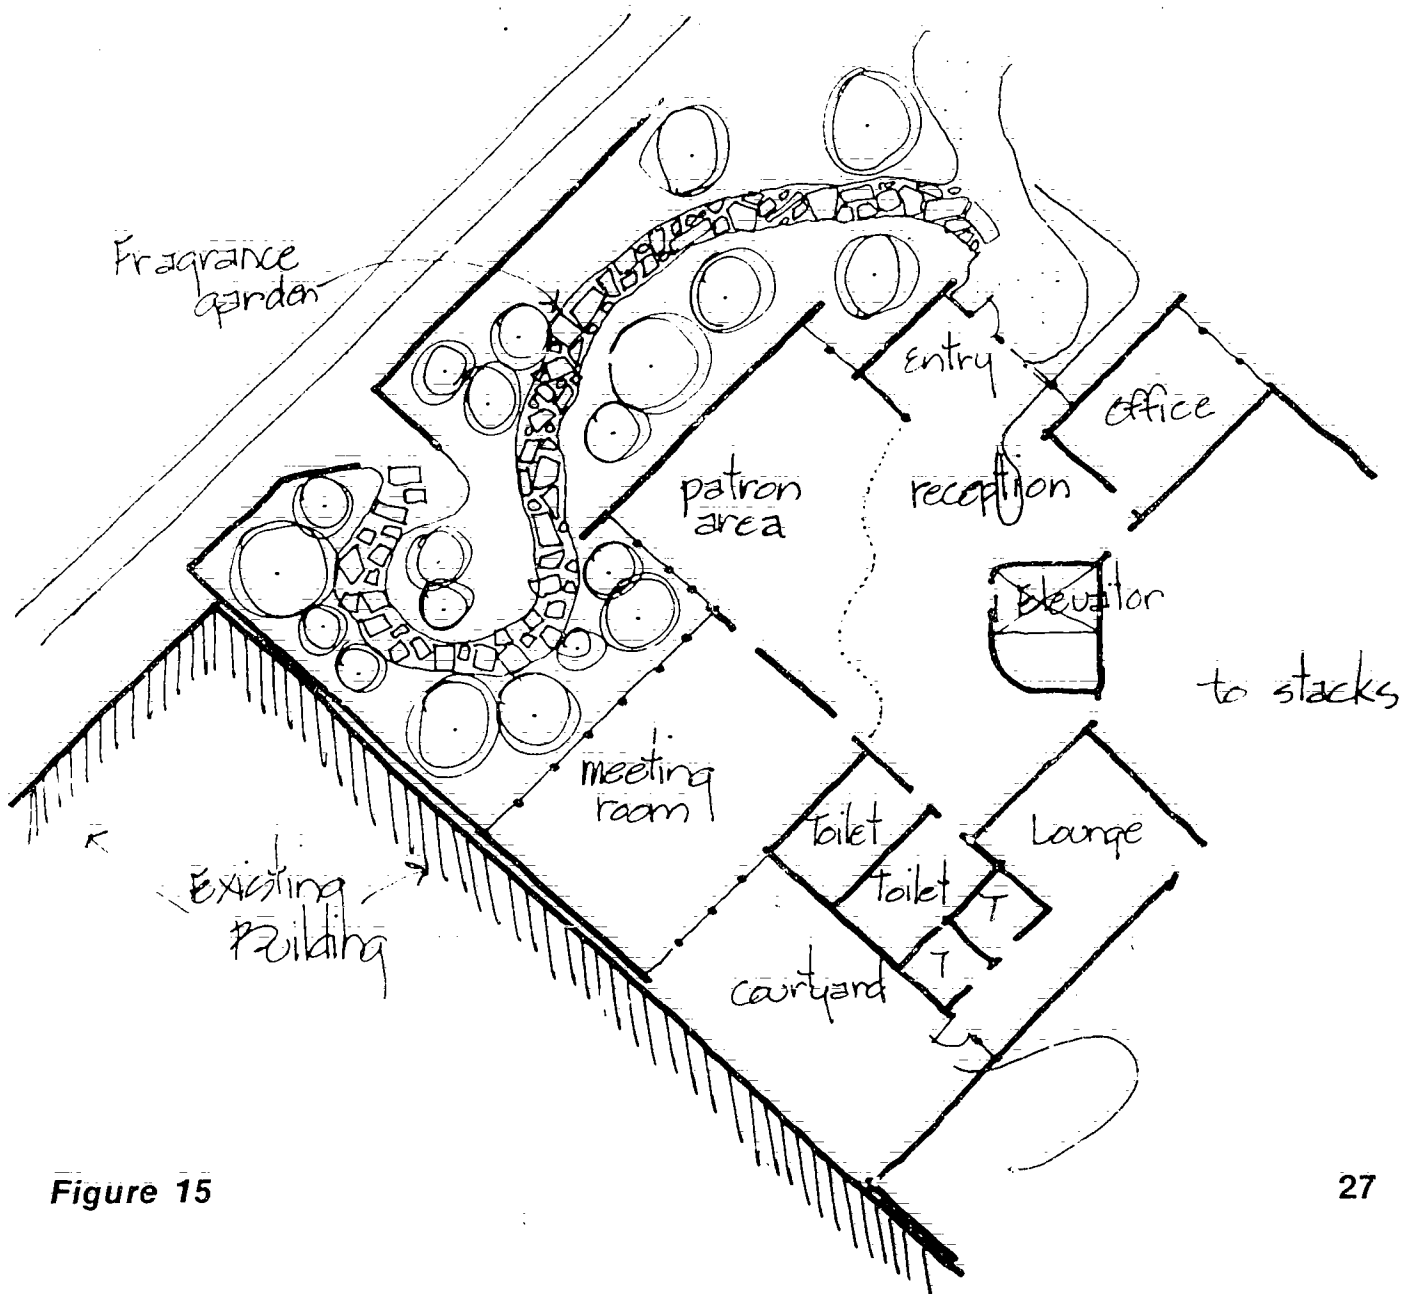 Fragrance
garden
Entry
Office
patron
area
reception
Elevator
to stacks
meeting
room
Toilet
Lounge
Toilet
T
Existing
Building
T
courtyard
Figure 15
27